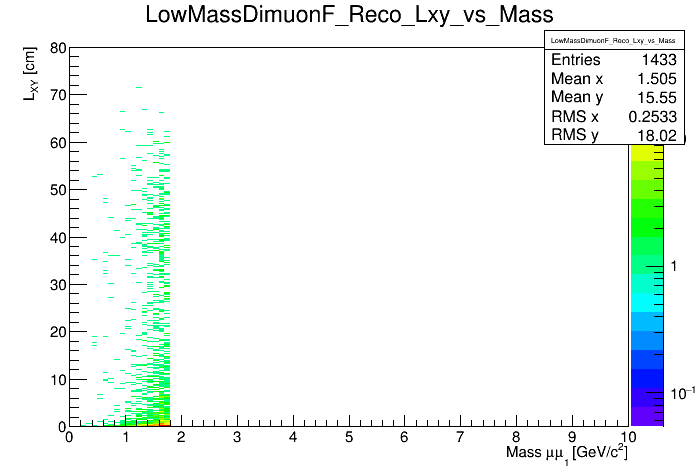 LowMassDimuonF_Reco_Lxy_vs_Mass
LowMassDimuonF_Reco_Lxy_vs_Mass
Entries 1433
Mean x 1.505
Mean y 15.55
RMS x 0.2533
RMS y 18.02
L_XY [cm]
80
70
60
50
40
30
20
10
0
0 1 2 3 4 5 6 7 8 9 10
Mass μμ_1 [GeV/c^2]
1
10^-1